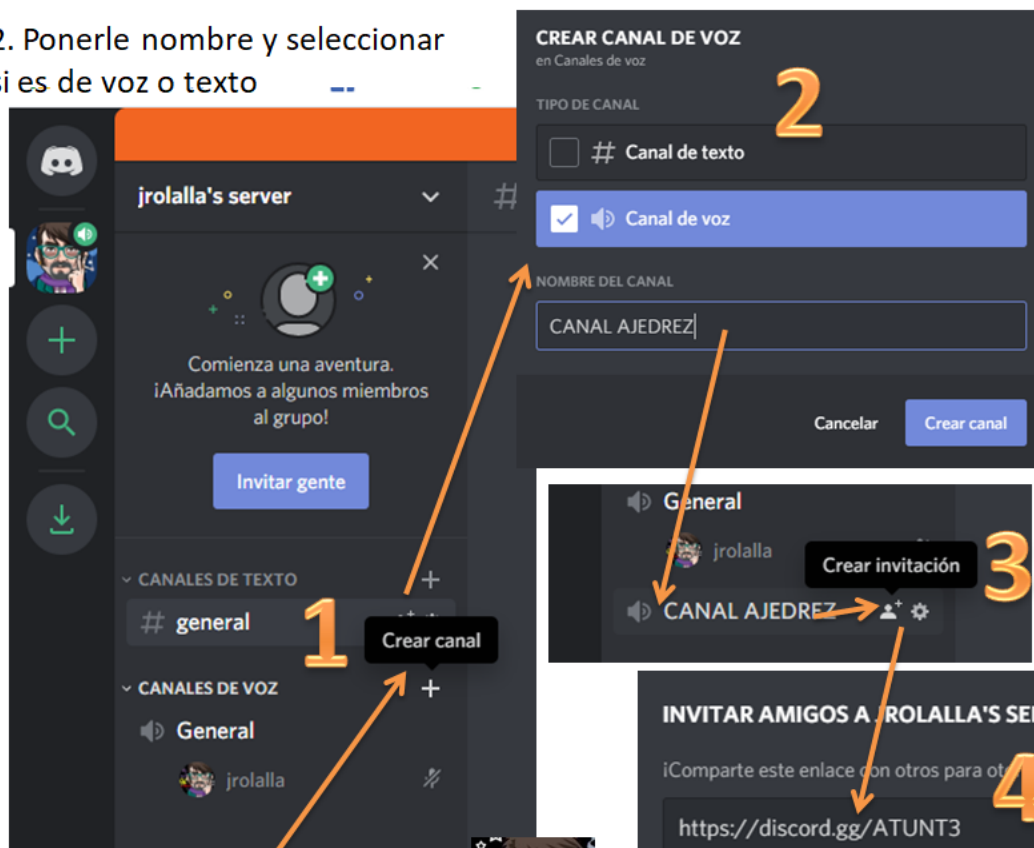 2. Ponerle nombre y seleccionar
si es de voz o texto
jrolalla's server
#
Comienza una aventura.
¡Añadamos a algunos miembros
al grupo!
Invitar gente
CANALES DE TEXTO
# general
1
Crear canal
CANALES DE VOZ
General
jrolalla
CREAR CANAL DE VOZ
en Canales de voz
2
TIPO DE CANAL
# Canal de texto
Canal de voz
NOMBRE DEL CANAL
CANAL AJEDREZ
Cancelar
Crear canal
General
jrolalla
Crear invitación
3
CANAL AJEDREZ
INVITAR AMIGOS A JROLALLA'S
¡Comparte este enlace con otros para
4
https://discord.gg/ATUNT3